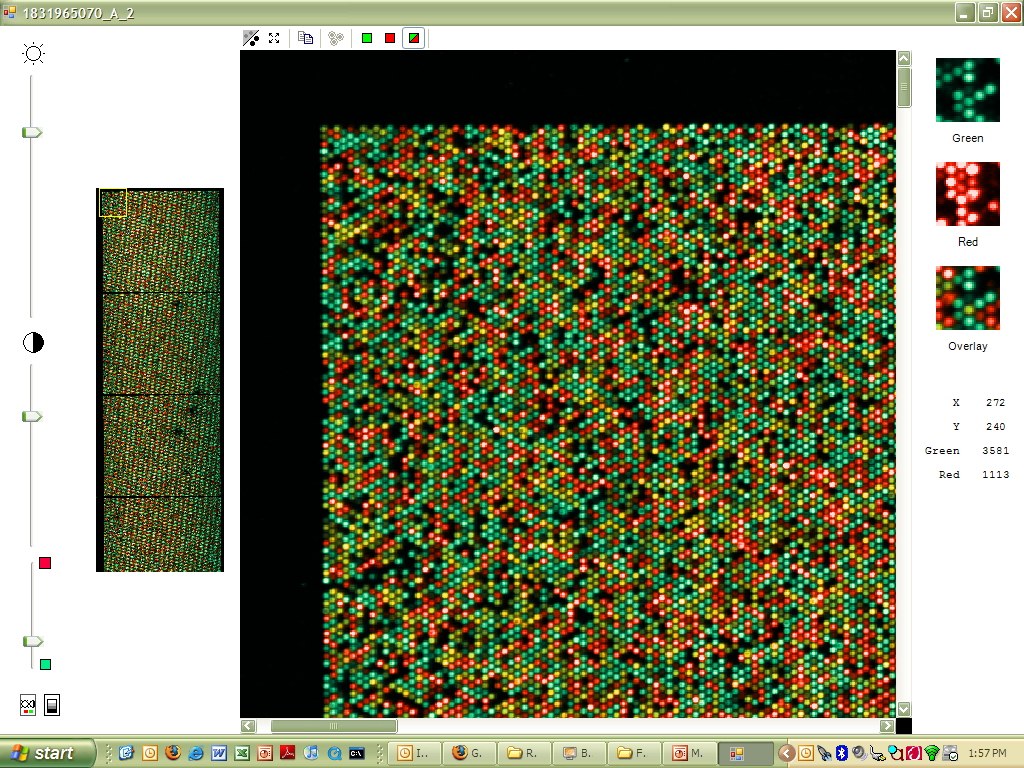 1831965070_A_2
Green
Red
Overlay
X 272
Y 240
Green 3581
Red 1113
start
I..
G.
R.
B.
F.
M.
1:57 PM